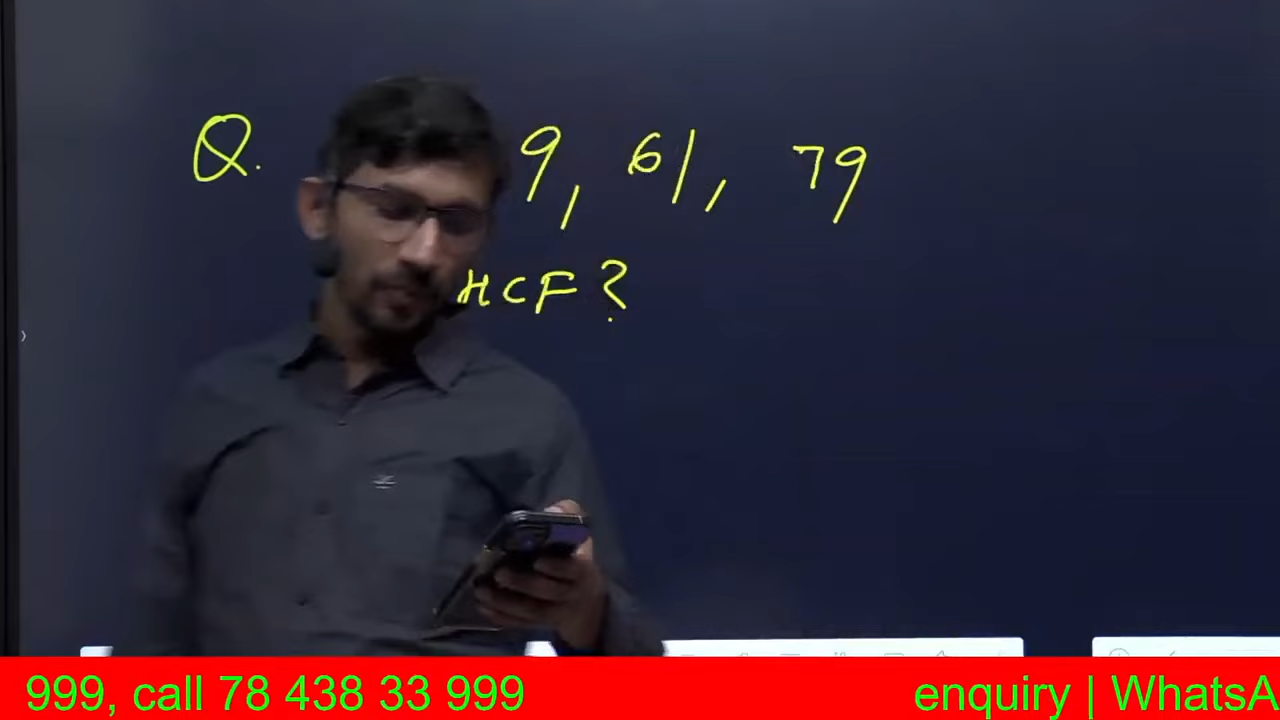 Q. 9, 61, 79
HCF ?
999, call 78 438 33 999 enquiry | WhatsA